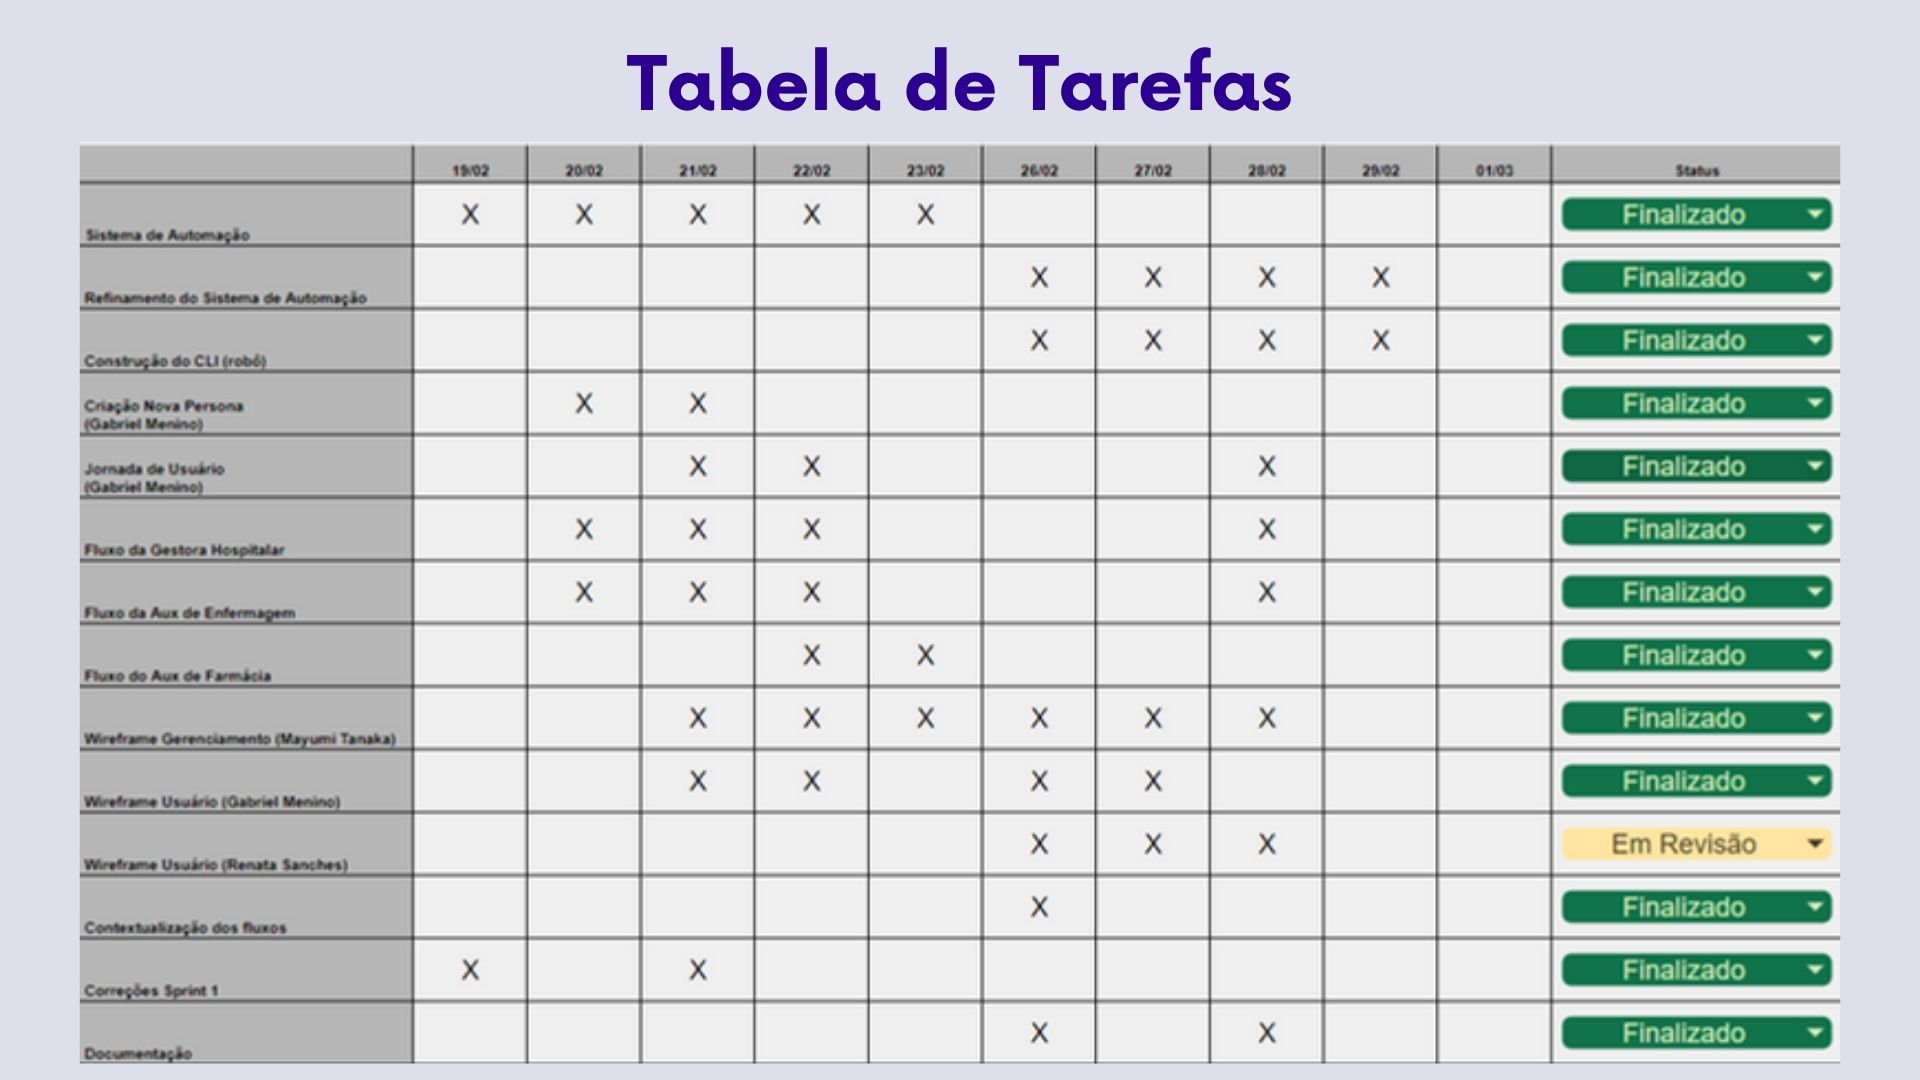 Tabela de Tarefas
19/02 20/02 21/02 22/02 23/02 26/02 27/02 28/02 29/02 01/03 Status
Sistema de Automação X X X X X Finalizado
Refinamento do Sistema de Automação X X X X Finalizado
Construção do CLI (robô) X X X X Finalizado
Criação Nova Persona
(Gabriel Menino) X X Finalizado
Jornada de Usuário
(Gabriel Menino) X X X Finalizado
Fluxo da Gestora Hospitalar X X X X Finalizado
Fluxo da Aux de Enfermagem X X X X Finalizado
Fluxo do Aux de Farmácia X X Finalizado
Wireframe Gerenciamento (Mayumi Tanaka) X X X X X X Finalizado
Wireframe Usuário (Gabriel Menino) X X X X Finalizado
Wireframe Usuário (Renata Sanches) X X X Em Revisão
Contextualização dos fluxos X Finalizado
Correções Sprint 1 X X Finalizado
Documentação X X Finalizado